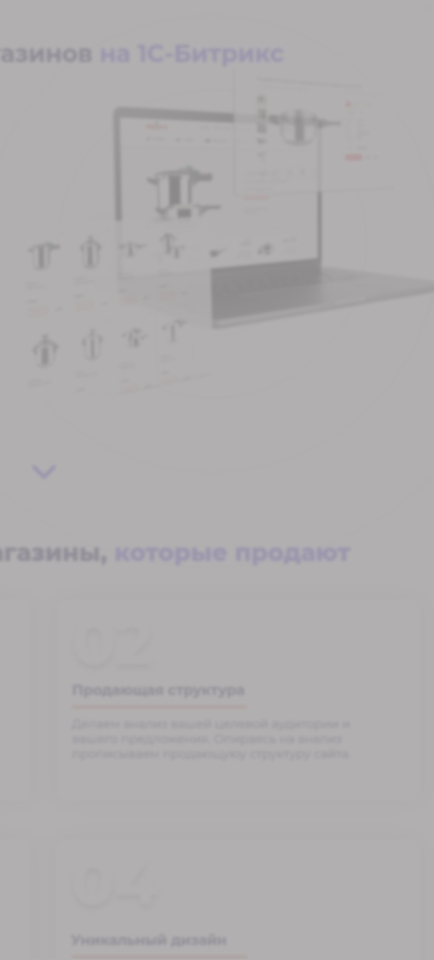 азинов на 1С-Битрикс
газины, которые продают
02
Продающая структура
Делаем анализ вашей целевой аудитории и
вашего предложения. Опираясь на анализ
прописываем продающую структуру сайта.
04
Уникальный дизайн